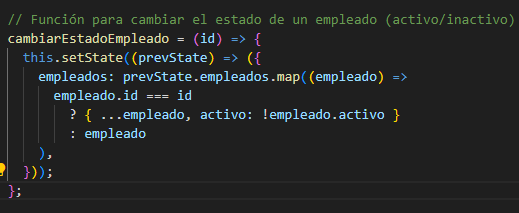 // Función para cambiar el estado de un empleado (activo/inactivo)
cambiarEstadoEmpleado = (id) => {
  this.setState((prevState) => ({
    empleados: prevState.empleados.map((empleado) =>
      empleado.id === id
        ? { ...empleado, activo: !empleado.activo }
        : empleado
    ),
  }));
};